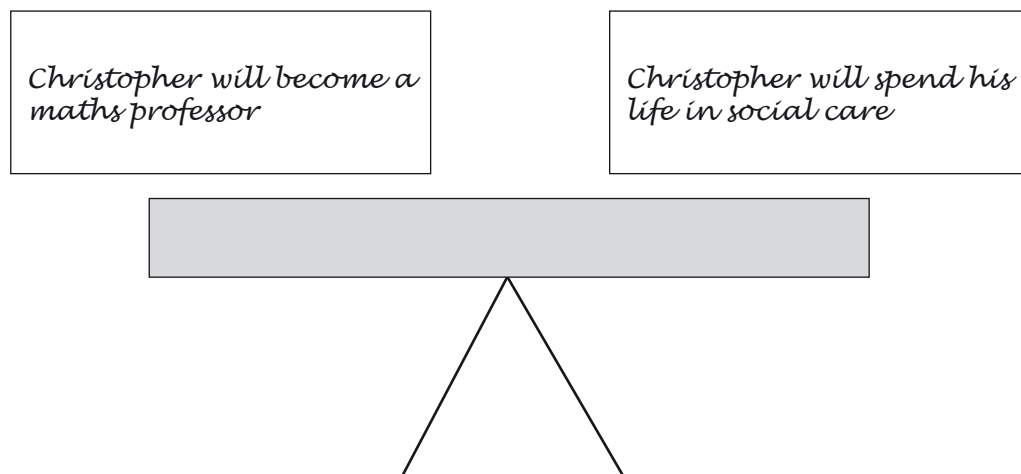 Christopher will become a
maths professor
Christopher will spend his
life in social care